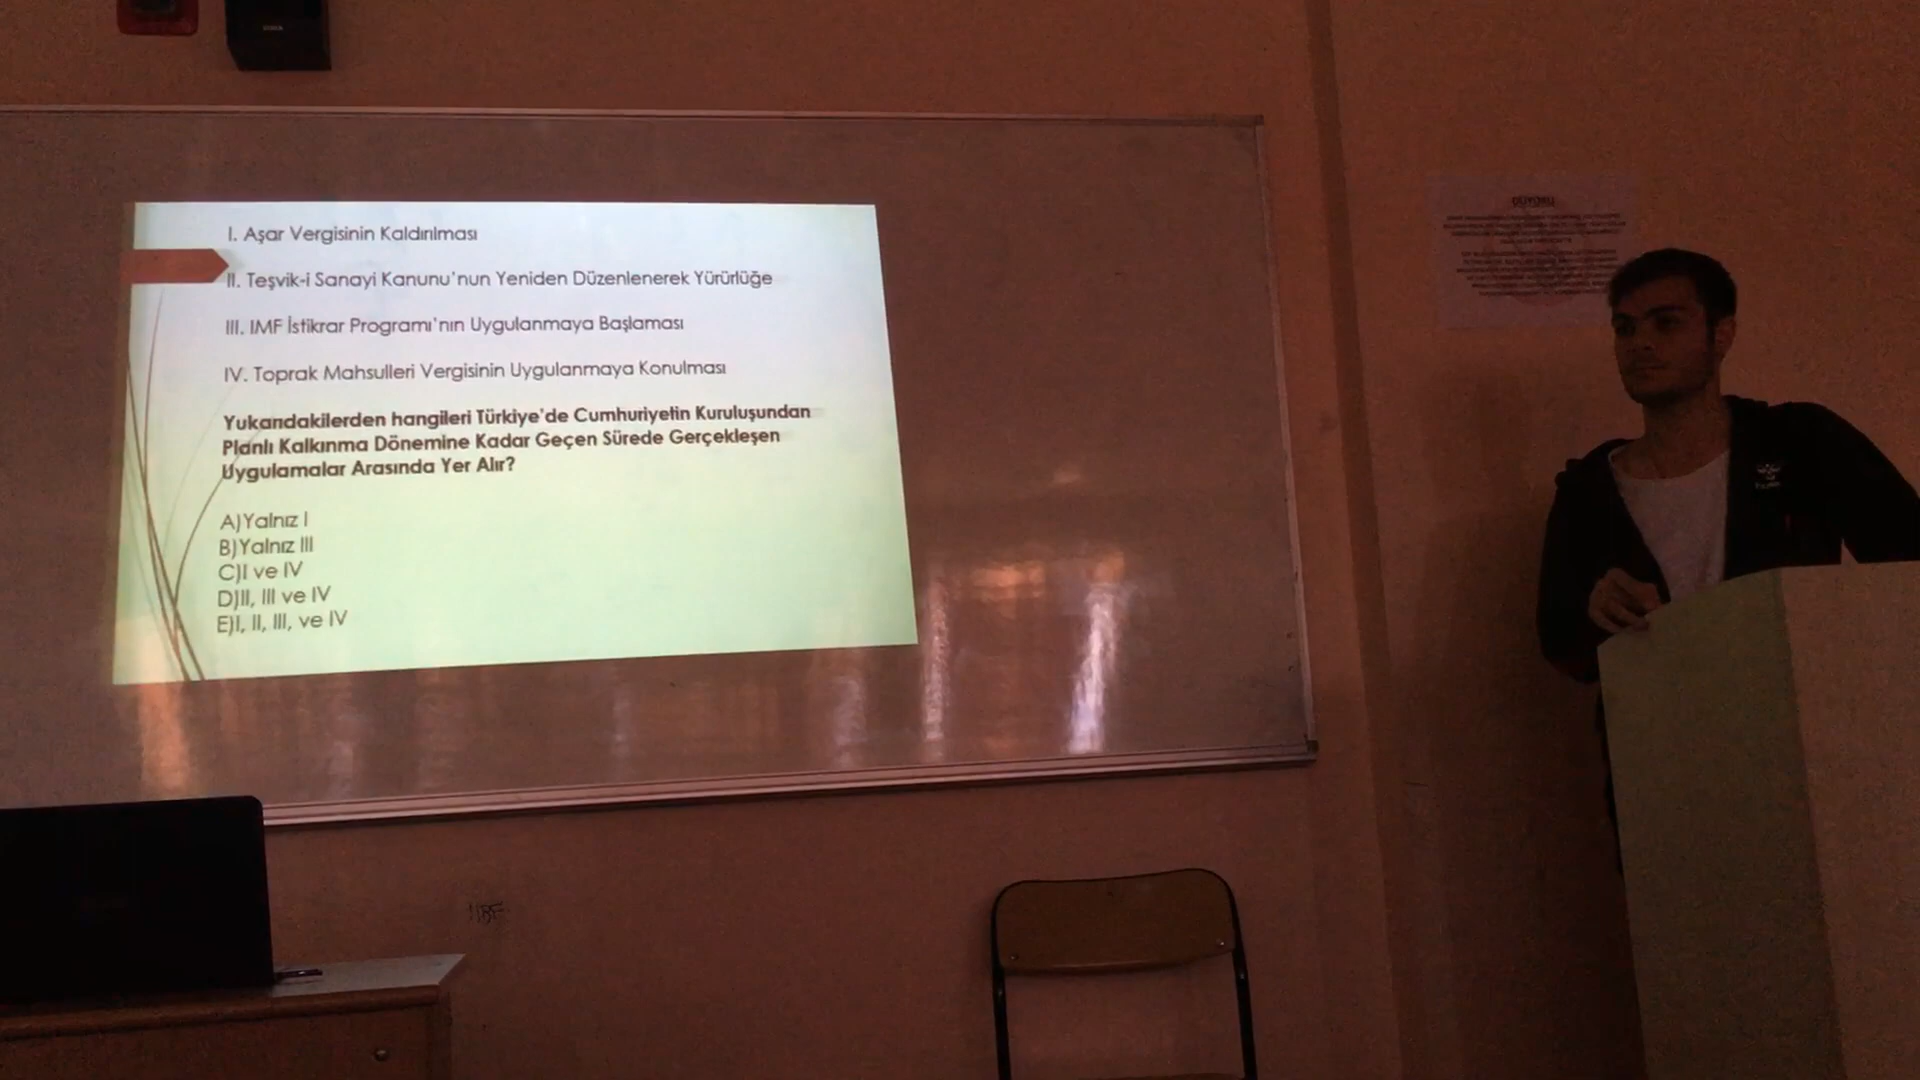 I. Aşar Vergisinin Kaldırılması
II. Teşvik-i Sanayi Kanunu'nun Yeniden Düzenlenerek Yürürlüğe
III. IMF İstikrar Programı'nın Uygulanmaya Başlaması
IV. Toprak Mahsulleri Vergisinin Uygulanmaya Konulması
Yukarıdakilerden hangileri Türkiye'de Cumhuriyetin Kuruluşundan
Planlı Kalkınma Dönemine Kadar Geçen Sürede Gerçekleşen
Uygulamalar Arasında Yer Alır?
A)Yalnız I
B)Yalnız III
C)I ve IV
D)II, III ve IV
E)I, II, III, ve IV
DUYURU
HBF